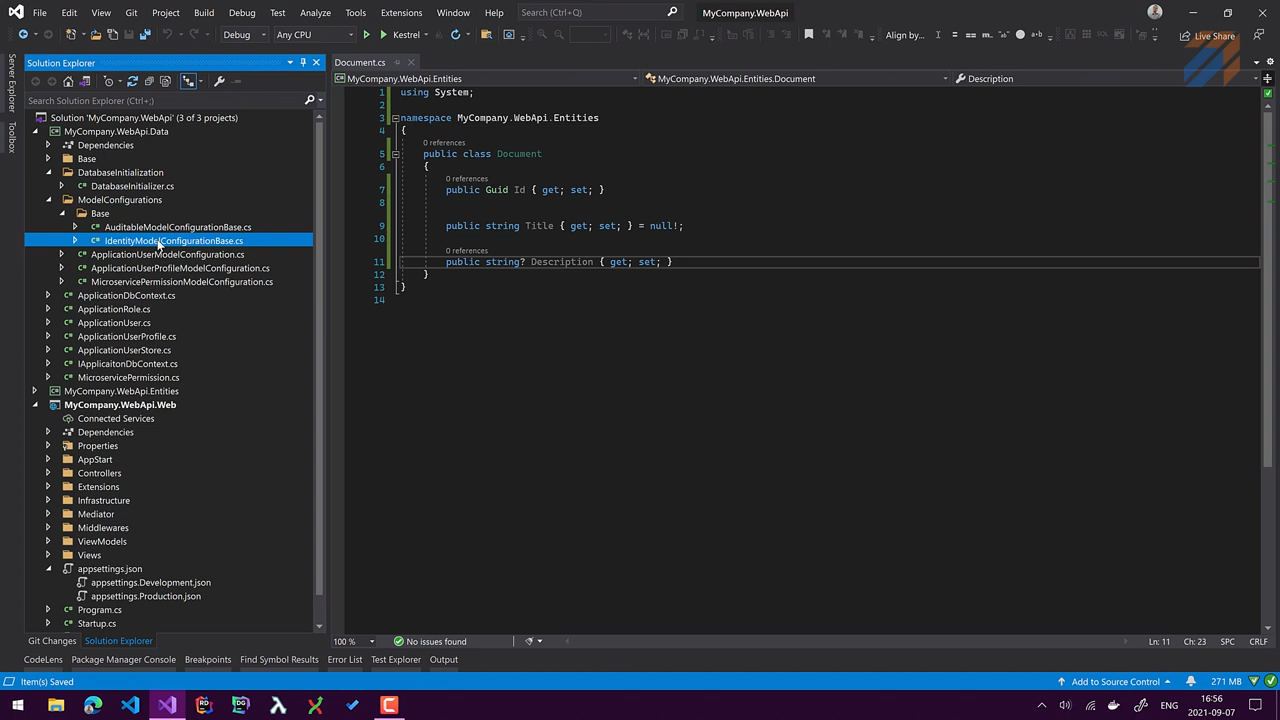 File Edit View Git Project Build Debug Test Analyze Tools Extensions Window Help Search (Ctrl+Q) MyCompany.WebApi
Debug Any CPU Kestrel Align by... Live Share
Server Explorer
Toolbox
Solution Explorer
Search Solution Explorer (Ctrl+;)
Solution 'MyCompany.WebApi' (3 of 3 projects)
MyCompany.WebApi.Data
Dependencies
Base
DatabaseInitialization
C# DatabaseInitializer.cs
ModelConfigurations
Base
C# AuditableModelConfigurationBase.cs
C# IdentityModelConfigurationBase.cs
C# ApplicationUserModelConfiguration.cs
C# ApplicationUserProfileModelConfiguration.cs
C# MicroservicePermissionModelConfiguration.cs
C# ApplicationDbContext.cs
C# ApplicationRole.cs
C# ApplicationUser.cs
C# ApplicationUserProfile.cs
C# ApplicationUserStore.cs
C# IApplicaitonDbContext.cs
C# MicroservicePermission.cs
C# MyCompany.WebApi.Entities
MyCompany.WebApi.Web
Connected Services
Dependencies
Properties
AppStart
Controllers
Extensions
Infrastructure
Mediator
Middlewares
ViewModels
Views
appsettings.json
appsettings.Development.json
appsettings.Production.json
C# Program.cs
C# Startup.cs
Git Changes Solution Explorer
Document.cs
MyCompany.WebApi.Entities MyCompany.WebApi.Entities.Document Description
1 using System;
2
3 namespace MyCompany.WebApi.Entities
4 {
0 references
5 public class Document
6 {
0 references
7 public Guid Id { get; set; }
8
0 references
9 public string Title { get; set; } = null!;
10
0 references
11 public string? Description { get; set; }
12 }
13 }
14
100 % No issues found Ln: 11 Ch: 23 SPC CRLF
CodeLens Package Manager Console Breakpoints Find Symbol Results Error List Test Explorer Output
Item(s) Saved Add to Source Control 271 MB
RD DG ENG 16:56
2021-09-07